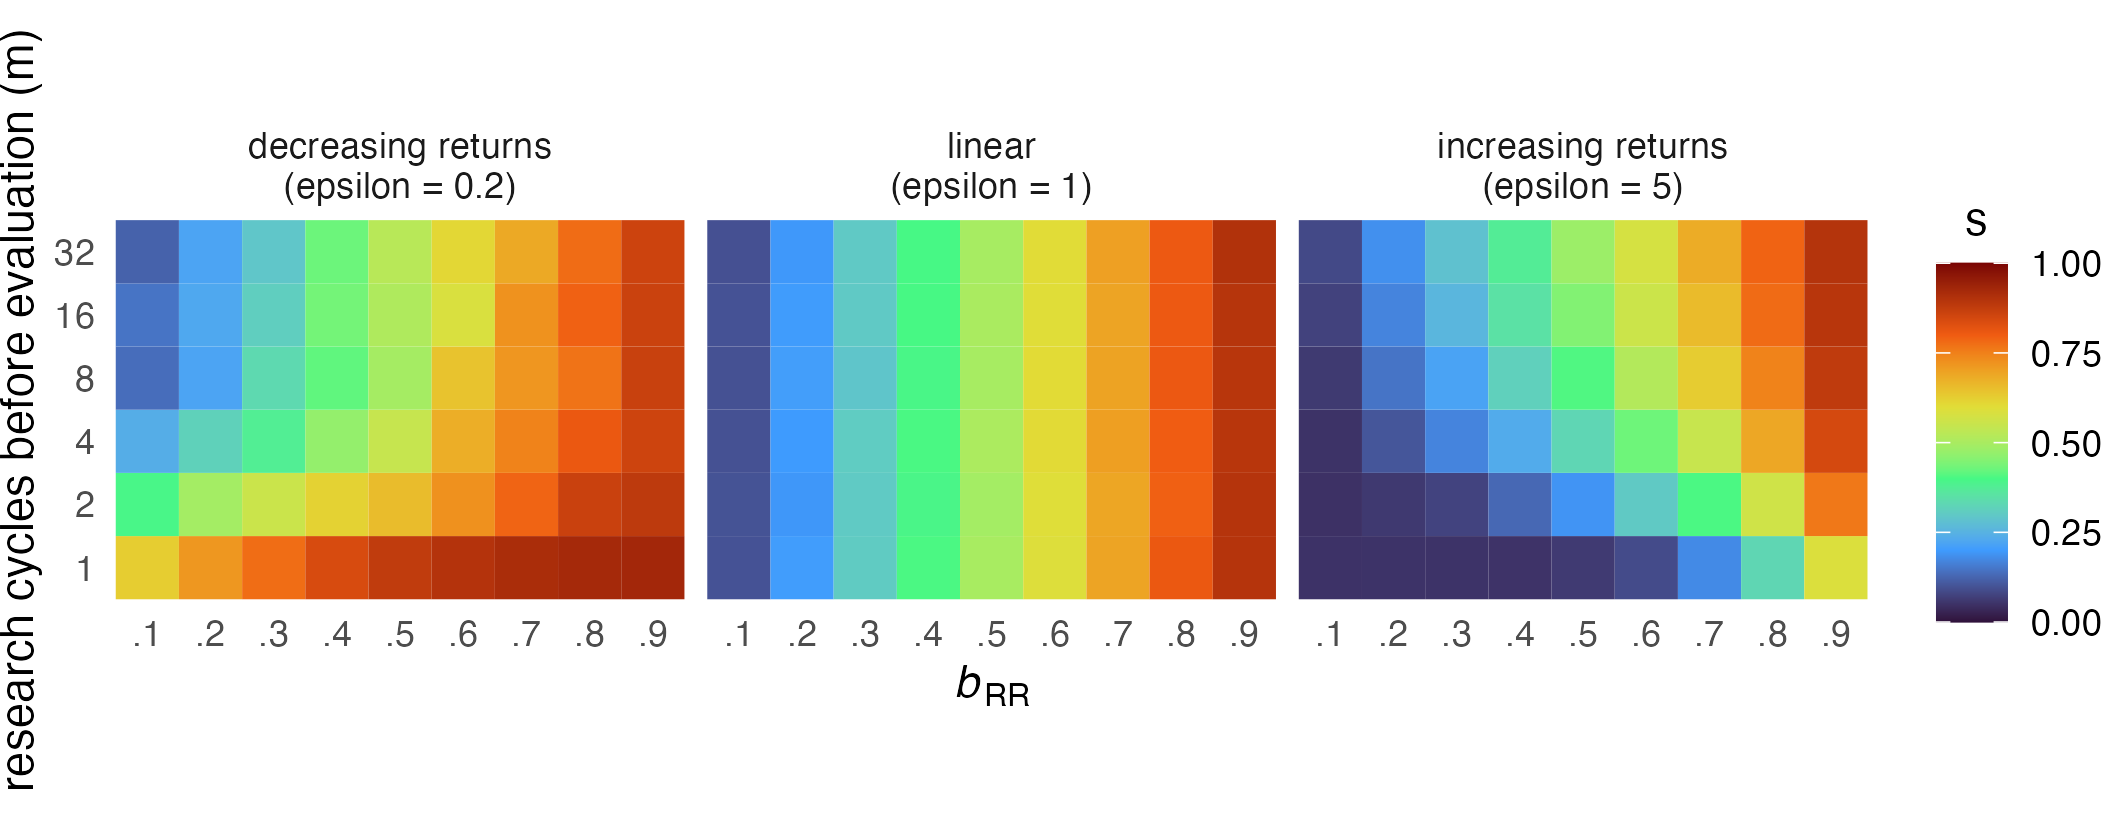 research cycles before evaluation (m)
decreasing returns
(epsilon = 0.2)
linear
(epsilon = 1)
increasing returns
(epsilon = 5)
32
16
8
4
2
1
.1 .2 .3 .4 .5 .6 .7 .8 .9
.1 .2 .3 .4 .5 .6 .7 .8 .9
.1 .2 .3 .4 .5 .6 .7 .8 .9
bRR
s
1.00
0.75
0.50
0.25
0.00